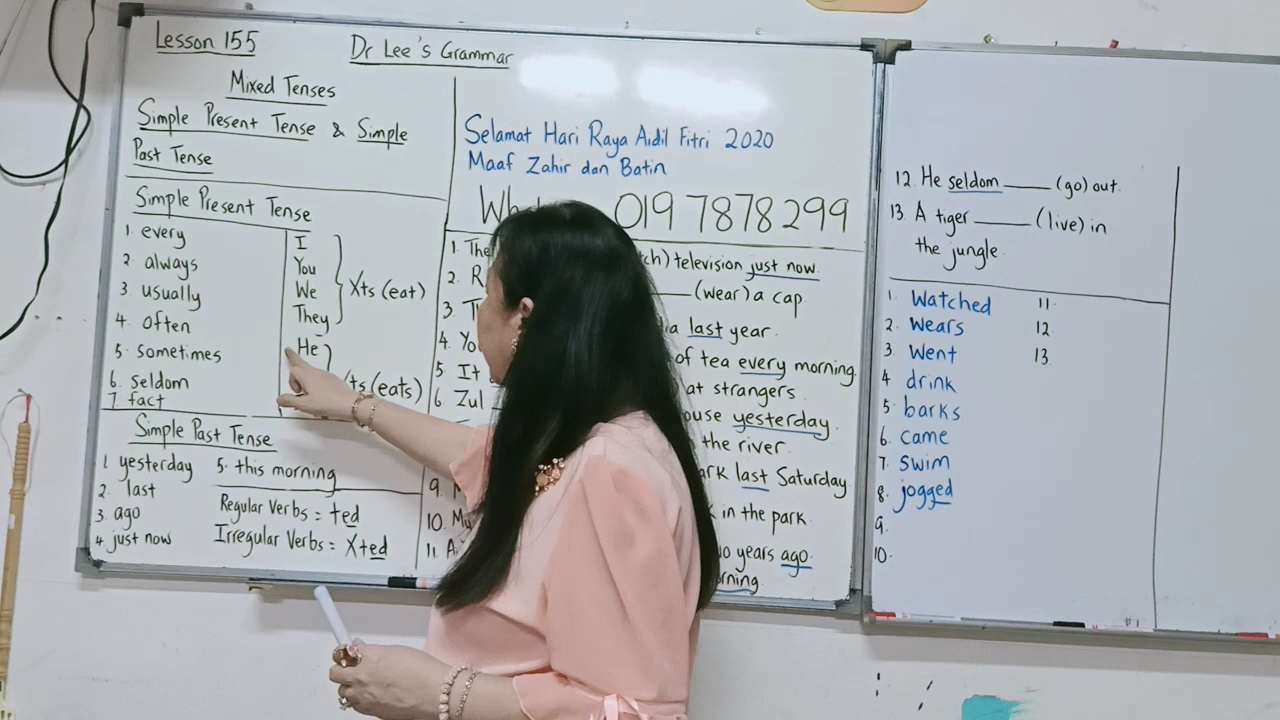 Lesson 155
Dr Lee's Grammar
Mixed Tenses
Simple Present Tense & Simple
Past Tense
Simple Present Tense
1 every
2. always
3. usually
4. often
5. sometimes
6. seldom
7 fact
I
You
We
They
Xts (eat)
He
ts (eats)
Simple Past Tense
1. yesterday
2. last
3. ago
4 just now
5. this morning
Regular Verbs = ted
Irregular Verbs = X+ed
Selamat Hari Raya Aidil Fitri 2020
Maaf Zahir dan Batin
019 7878 299
1. television just now.
2. (wear) a cap
3. last year.
4. of tea every morning.
5. It at strangers.
6. Zul yesterday.
the river.
last Saturday
9.
10. in the park.
11. years ago.
12. He seldom ____ (go) out.
13. A tiger ____ (live) in
the jungle.
1. Watched
2. Wears
3. Went
4 drink
5. barks
6. came
7. swim
8. jogged
9.
10.
11.
12.
13.